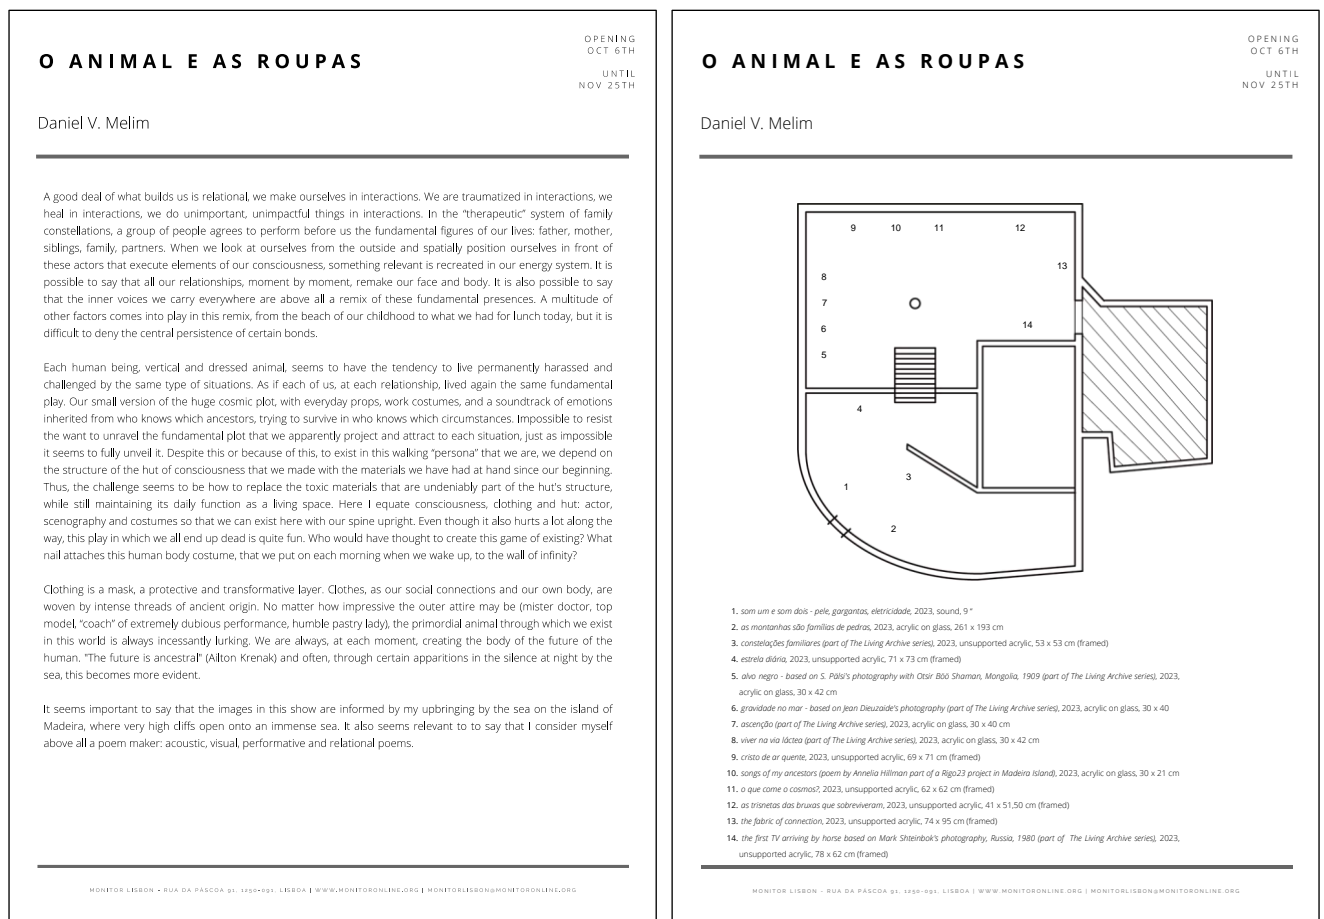 O ANIMAL E AS ROUPAS
OPENING
OCT 6TH
UNTIL
NOV 25TH
Daniel V. Melim
A good deal of what builds us is relational, we make ourselves in interactions. We are traumatized in interactions, we
heal in interactions, we do unimportant, unimpactful things in interactions. In the “therapeutic” system of family
constellations, a group of people agrees to perform before us the fundamental figures of our lives: father, mother,
siblings, family, partners. When we look at ourselves from the outside and spatially position ourselves in front of
these actors that execute elements of our consciousness, something relevant is recreated in our energy system. It is
possible to say that all our relationships, moment by moment, remake our face and body. It is also possible to say
that the inner voices we carry everywhere are above all a remix of these fundamental presences. A multitude of
other factors comes into play in this remix, from the beach of our childhood to what we had for lunch today, but it is
difficult to deny the central persistence of certain bonds.
Each human being, vertical and dressed animal, seems to have the tendency to live permanently harassed and
challenged by the same type of situations. As if each of us, at each relationship, lived again the same fundamental
play. Our small version of the huge cosmic plot, with everyday props, work costumes, and a soundtrack of emotions
inherited from who knows which ancestors, trying to survive in who knows which circumstances. Impossible to resist
the want to unravel the fundamental plot that we apparently project and attract to each situation, just as impossible
it seems to fully unveil it. Despite this or because of this, to exist in this walking “persona” that we are, we depend on
the structure of the hut of consciousness that we made with the materials we have had at hand since our beginning.
Thus, the challenge seems to be how to replace the toxic materials that are undeniably part of the hut's structure,
while still maintaining its daily function as a living space. Here I equate consciousness, clothing and hut: actor,
scenography and costumes so that we can exist here with our spine upright. Even though it also hurts a lot along the
way, this play in which we all end up dead is quite fun. Who would have thought to create this game of existing? What
nail attaches this human body costume, that we put on each morning when we wake up, to the wall of infinity?
Clothing is a mask, a protective and transformative layer. Clothes, as our social connections and our own body, are
woven by intense threads of ancient origin. No matter how impressive the outer attire may be (mister doctor, top
model, “coach” of extremely dubious performance, humble pastry lady), the primordial animal through which we exist
in this world is always incessantly lurking. We are always, at each moment, creating the body of the future of the
human. "The future is ancestral" (Ailton Krenak) and often, through certain apparitions in the silence at night by the
sea, this becomes more evident.
It seems important to say that the images in this show are informed by my upbringing by the sea on the island of
Madeira, where very high cliffs open onto an immense sea. It also seems relevant to to say that I consider myself
above all a poem maker: acoustic, visual, performative and relational poems.
MONITOR LISBON - RUA DA PÁSCOA 91. 1250-091. LISBOA | WWW.MONITORONLINE.ORG | MONITORLISBON@MONITORONLINE.ORG
O ANIMAL E AS ROUPAS
OPENING
OCT 6TH
UNTIL
NOV 25TH
Daniel V. Melim
9 10 11 12
13
8
7
14
6
5
4
3
1
2
1. som um e som dois - pele, gargantas, eletricidade, 2023, sound, 9 “
2. as montanhas são famílias de pedras, 2023, acrylic on glass, 261 x 193 cm
3. constelações familiares (part of The Living Archive series), 2023, unsupported acrylic, 53 x 53 cm (framed)
4. estrela diária, 2023, unsupported acrylic, 71 x 73 cm (framed)
5. alvo negro - based on S. Pälsi's photography with Otsir Böö Shaman, Mongolia, 1909 (part of The Living Archive series), 2023,
acrylic on glass, 30 x 42 cm
6. gravidade no mar - based on Jean Dieuzaide's photography (part of The Living Archive series), 2023, acrylic on glass, 30 x 40
7. ascenção (part of The Living Archive series), 2023, acrylic on glass, 30 x 40 cm
8. viver na via láctea (part of The Living Archive series), 2023, acrylic on glass, 30 x 42 cm
9. cristo de ar quente, 2023, unsupported acrylic, 69 x 71 cm (framed)
10. songs of my ancestors (poem by Annelia Hillman part of a Rigo23 project in Madeira Island), 2023, acrylic on glass, 30 x 21 cm
11. o que come o cosmos?, 2023, unsupported acrylic, 62 x 62 cm (framed)
12. as trisnetas das bruxas que sobreviveram, 2023, unsupported acrylic, 41 x 51,50 cm (framed)
13. the fabric of connection, 2023, unsupported acrylic, 74 x 95 cm (framed)
14. the first TV arriving by horse based on Mark Shteinbok's photography, Russia, 1980 (part of The Living Archive series), 2023,
unsupported acrylic, 78 x 62 cm (framed)
MONITOR LISBON - RUA DA PÁSCOA 91. 1250-091. LISBOA | WWW.MONITORONLINE.ORG | MONITORLISBON@MONITORONLINE.ORG